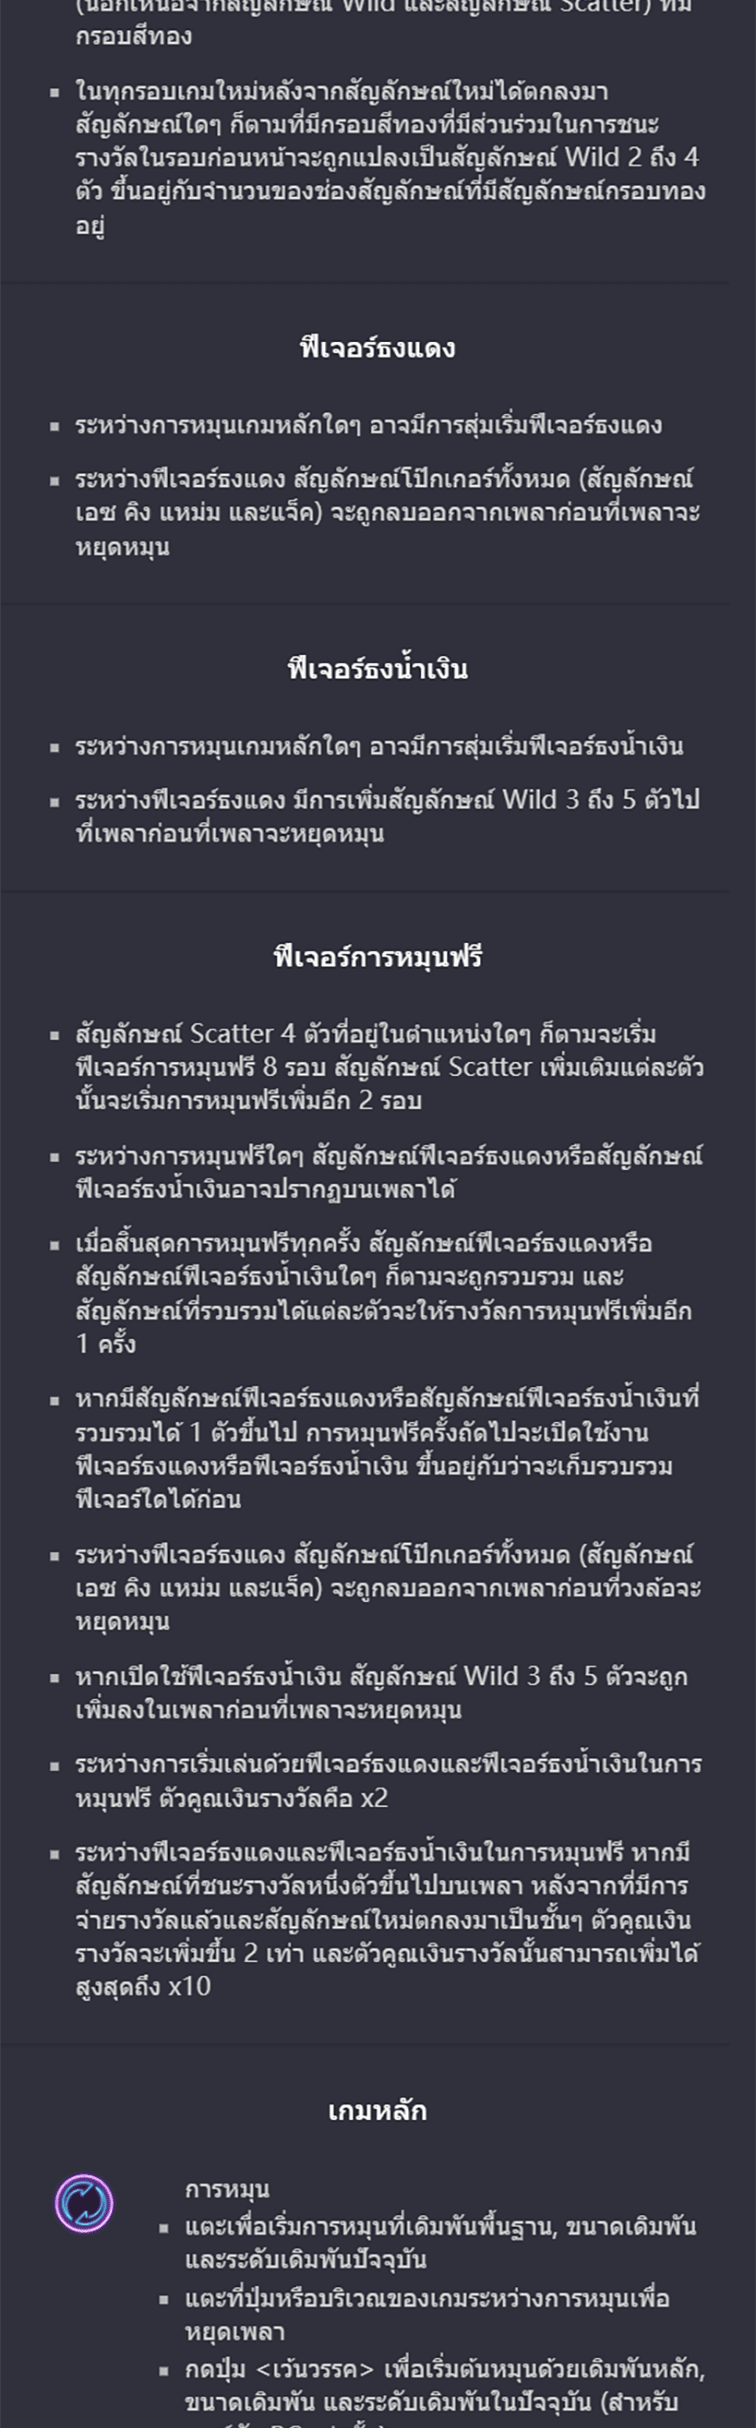 (นอกเหนือจากสัญลักษณ์ Wild และสัญลักษณ์ Scatter) ที่มี
กรอบสีทอง
▪ ในทุกรอบเกมใหม่หลังจากสัญลักษณ์ใหม่ได้ตกลงมา
สัญลักษณ์ใดๆ ก็ตามที่มีกรอบสีทองที่มีส่วนร่วมในการชนะ
รางวัลในรอบก่อนหน้าจะถูกแปลงเป็นสัญลักษณ์ Wild 2 ถึง 4
ตัว ขึ้นอยู่กับจำนวนของช่องสัญลักษณ์ที่มีสัญลักษณ์กรอบทอง
อยู่
ฟีเจอร์ธงแดง
▪ ระหว่างการหมุนเกมหลักใดๆ อาจมีการสุ่มเริ่มฟีเจอร์ธงแดง
▪ ระหว่างฟีเจอร์ธงแดง สัญลักษณ์โป๊กเกอร์ทั้งหมด (สัญลักษณ์
เอซ คิง แหม่ม และแจ็ค) จะถูกลบออกจากเพลาก่อนที่เพลาจะ
หยุดหมุน
ฟีเจอร์ธงน้ำเงิน
▪ ระหว่างการหมุนเกมหลักใดๆ อาจมีการสุ่มเริ่มฟีเจอร์ธงน้ำเงิน
▪ ระหว่างฟีเจอร์ธงแดง มีการเพิ่มสัญลักษณ์ Wild 3 ถึง 5 ตัวไป
ที่เพลาก่อนที่เพลาจะหยุดหมุน
ฟีเจอร์การหมุนฟรี
▪ สัญลักษณ์ Scatter 4 ตัวที่อยู่ในตำแหน่งใดๆ ก็ตามจะเริ่ม
ฟีเจอร์การหมุนฟรี 8 รอบ สัญลักษณ์ Scatter เพิ่มเติมแต่ละตัว
นั้นจะเริ่มการหมุนฟรีเพิ่มอีก 2 รอบ
▪ ระหว่างการหมุนฟรีใดๆ สัญลักษณ์ฟีเจอร์ธงแดงหรือสัญลักษณ์
ฟีเจอร์ธงน้ำเงินอาจปรากฏบนเพลาได้
▪ เมื่อสิ้นสุดการหมุนฟรีทุกครั้ง สัญลักษณ์ฟีเจอร์ธงแดงหรือ
สัญลักษณ์ฟีเจอร์ธงน้ำเงินใดๆ ก็ตามจะถูกรวบรวม และ
สัญลักษณ์ที่รวบรวมได้แต่ละตัวจะให้รางวัลการหมุนฟรีเพิ่มอีก
1 ครั้ง
▪ หากมีสัญลักษณ์ฟีเจอร์ธงแดงหรือสัญลักษณ์ฟีเจอร์ธงน้ำเงินที่
รวบรวมได้ 1 ตัวขึ้นไป การหมุนฟรีครั้งถัดไปจะเปิดใช้งาน
ฟีเจอร์ธงแดงหรือฟีเจอร์ธงน้ำเงิน ขึ้นอยู่กับว่าจะเก็บรวบรวม
ฟีเจอร์ใดได้ก่อน
▪ ระหว่างฟีเจอร์ธงแดง สัญลักษณ์โป๊กเกอร์ทั้งหมด (สัญลักษณ์
เอซ คิง แหม่ม และแจ็ค) จะถูกลบออกจากเพลาก่อนที่วงล้อจะ
หยุดหมุน
▪ หากเปิดใช้ฟีเจอร์ธงน้ำเงิน สัญลักษณ์ Wild 3 ถึง 5 ตัวจะถูก
เพิ่มลงในเพลาก่อนที่เพลาจะหยุดหมุน
▪ ระหว่างการเริ่มเล่นด้วยฟีเจอร์ธงแดงและฟีเจอร์ธงน้ำเงินในการ
หมุนฟรี ตัวคูณเงินรางวัลคือ x2
▪ ระหว่างฟีเจอร์ธงแดงและฟีเจอร์ธงน้ำเงินในการหมุนฟรี หากมี
สัญลักษณ์ที่ชนะรางวัลหนึ่งตัวขึ้นไปบนเพลา หลังจากที่มีการ
จ่ายรางวัลแล้วและสัญลักษณ์ใหม่ตกลงมาเป็นชั้นๆ ตัวคูณเงิน
รางวัลจะเพิ่มขึ้น 2 เท่า และตัวคูณเงินรางวัลนั้นสามารถเพิ่มได้
สูงสุดถึง x10
เกมหลัก
การหมุน
▪ แตะเพื่อเริ่มการหมุนที่เดิมพันพื้นฐาน, ขนาดเดิมพัน
และระดับเดิมพันปัจจุบัน
▪ แตะที่ปุ่มหรือบริเวณของเกมระหว่างการหมุนเพื่อ
หยุดเพลา
▪ กดปุ่ม <เว้นวรรค> เพื่อเริ่มต้นหมุนด้วยเดิมพันหลัก,
ขนาดเดิมพัน และระดับเดิมพันในปัจจุบัน (สำหรับ